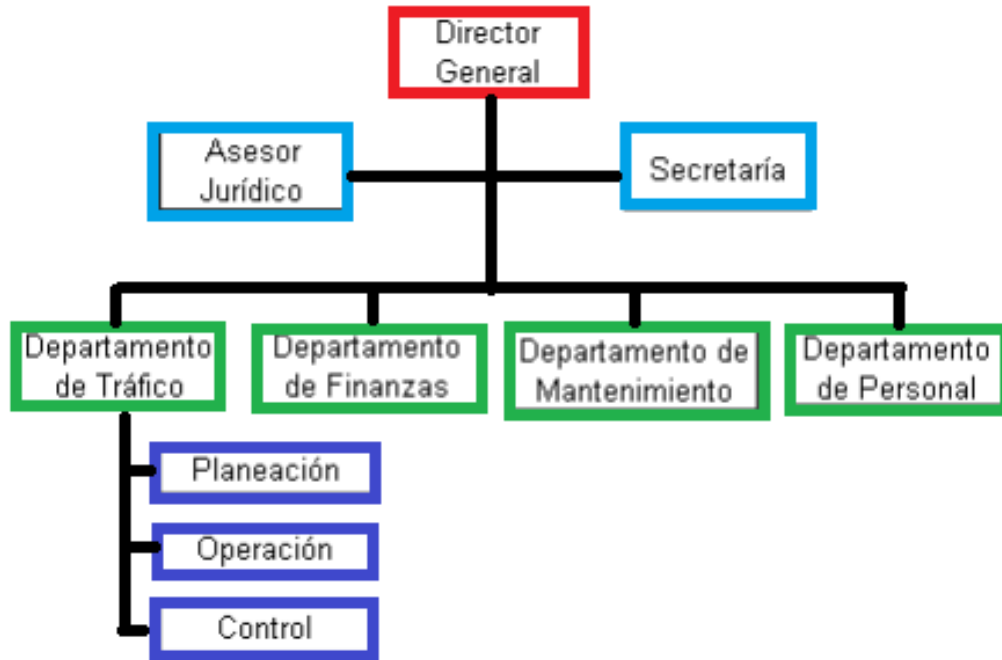 Director
General
Asesor
Jurídico
Secretaría
Departamento
de Tráfico
Departamento
de Finanzas
Departamento de
Mantenimiento
Departamento
de Personal
Planeación
Operación
Control